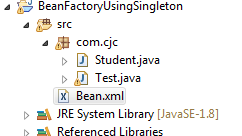 BeanFactoryUsingSingleton
src
com.cjc
Student.java
Test.java
Bean.xml
JRE System Library [JavaSE-1.8]
Referenced Libraries